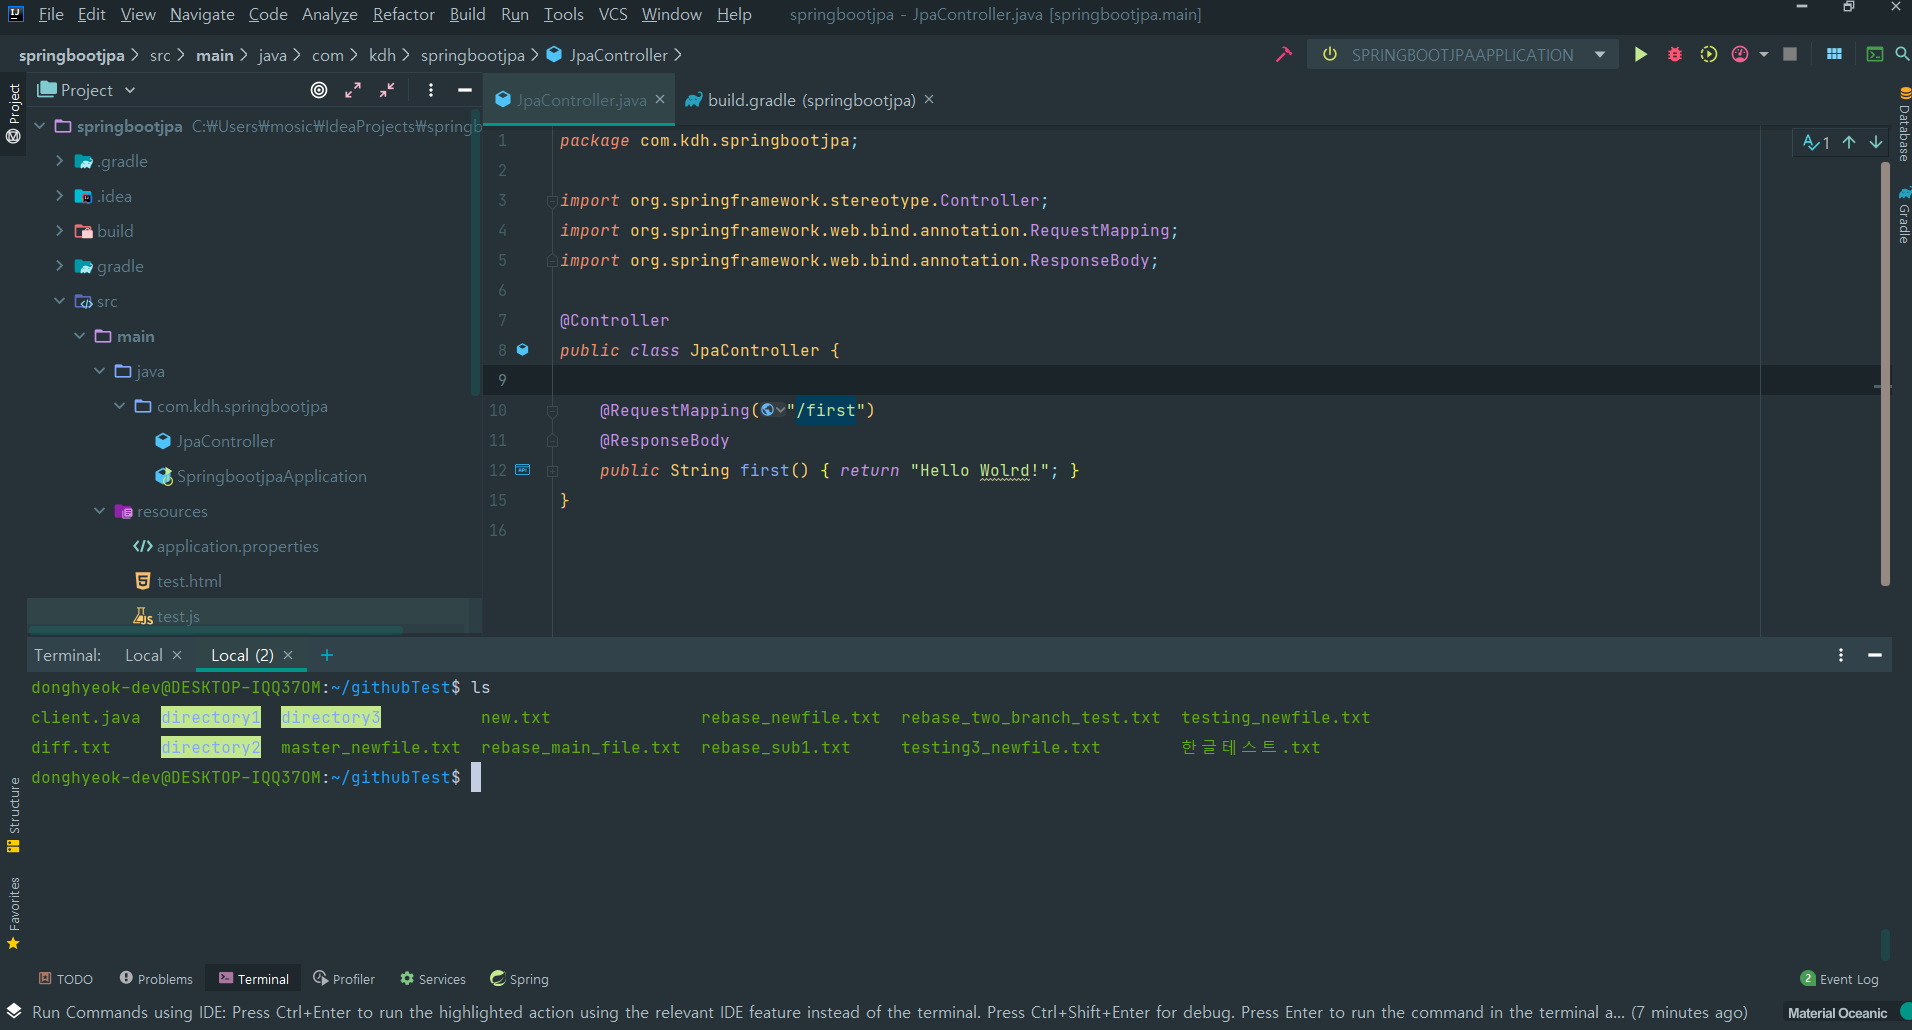 File Edit View Navigate Code Analyze Refactor Build Run Tools VCS Window Help springbootjpa - JpaController.java [springbootjpa.main]
springbootjpa src main java com kdh springbootjpa JpaController SPRINGBOOTJPAAPPLICATION
Project
Project
JpaController.java build.gradle (springbootjpa)
springbootjpa C:₩Users₩mosic₩IdeaProjects₩springb
.gradle
.idea
build
gradle
src
main
java
com.kdh.springbootjpa
JpaController
SpringbootjpaApplication
resources
application.properties
test.html
test.js
1 package com.kdh.springbootjpa;
2
3 import org.springframework.stereotype.Controller;
4 import org.springframework.web.bind.annotation.RequestMapping;
5 import org.springframework.web.bind.annotation.ResponseBody;
6
7 @Controller
8 public class JpaController {
9
10 @RequestMapping("/first")
11 @ResponseBody
12 public String first() { return "Hello Wolrd!"; }
15 }
16
1
Database
Gradle
Terminal: Local Local (2) +
donghyeok-dev@DESKTOP-IQQ37OM:~/githubTest$ ls
client.java directory1 directory3 new.txt rebase_newfile.txt rebase_two_branch_test.txt testing_newfile.txt
diff.txt directory2 master_newfile.txt rebase_main_file.txt rebase_sub1.txt testing3_newfile.txt 한글테스트.txt
donghyeok-dev@DESKTOP-IQQ37OM:~/githubTest$
Structure
Favorites
TODO Problems Terminal Profiler Services Spring 2 Event Log
Run Commands using IDE: Press Ctrl+Enter to run the highlighted action using the relevant IDE feature instead of the terminal. Press Ctrl+Shift+Enter for debug. Press Enter to run the command in the terminal a... (7 minutes ago) Material Oceanic